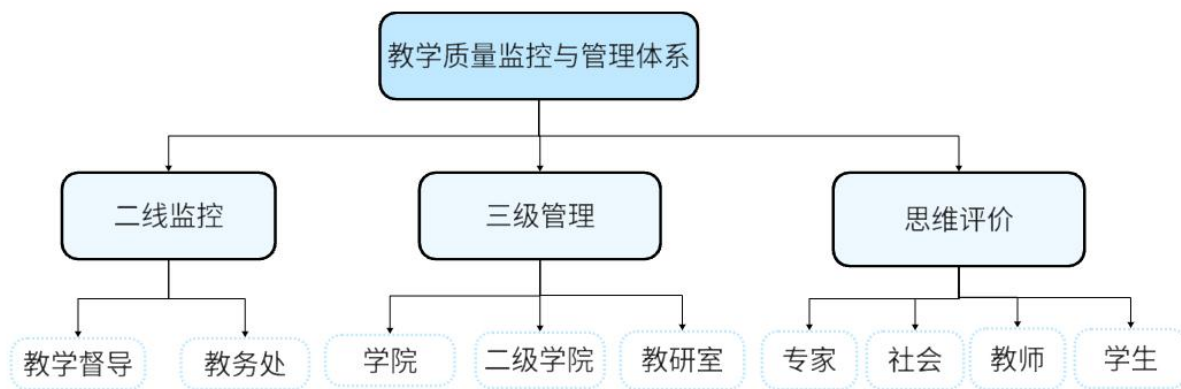 教学质量监控与管理体系
二线监控
三级管理
思维评价
教学督导
教务处
学院
二级学院
教研室
专家
社会
教师
学生